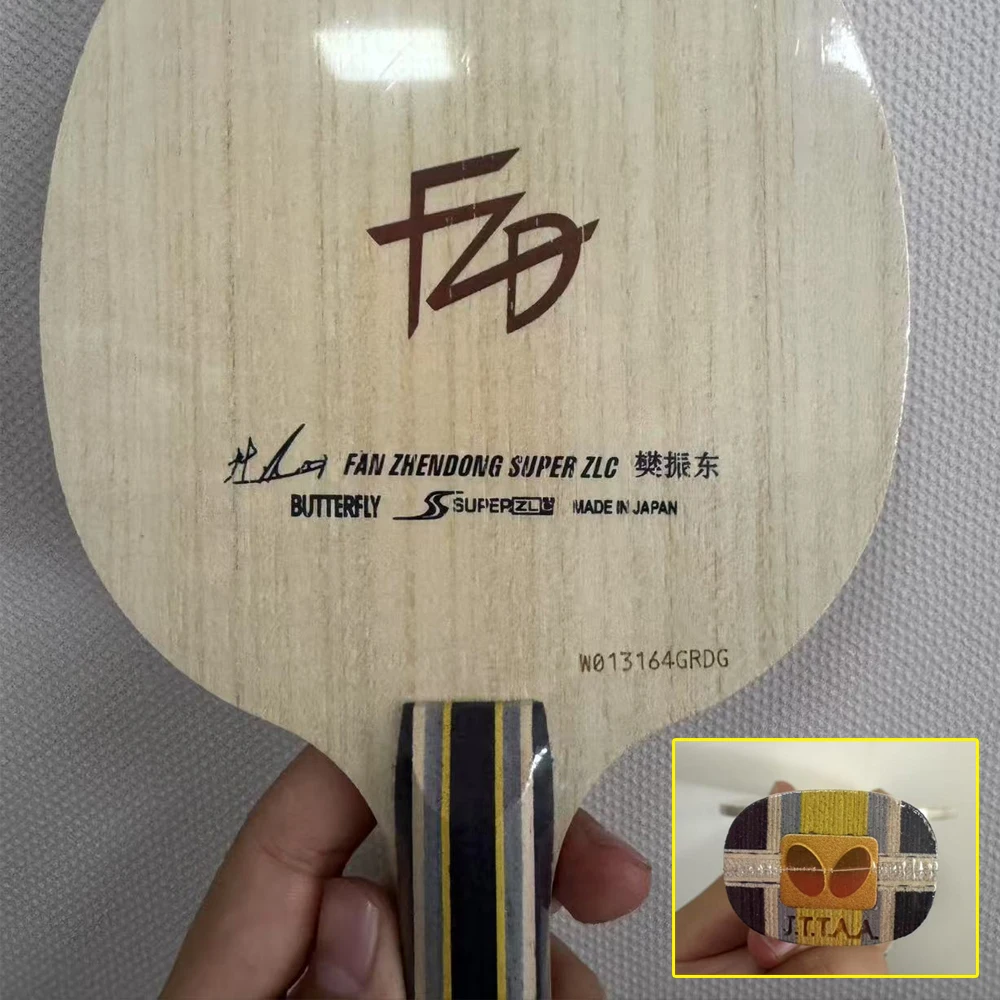 FZD
FAN ZHENDONG SUPER ZLC 樊振东
BUTTERFLY SUPER ZLC MADE IN JAPAN
W013164GRDG
J.T.T.A.A.